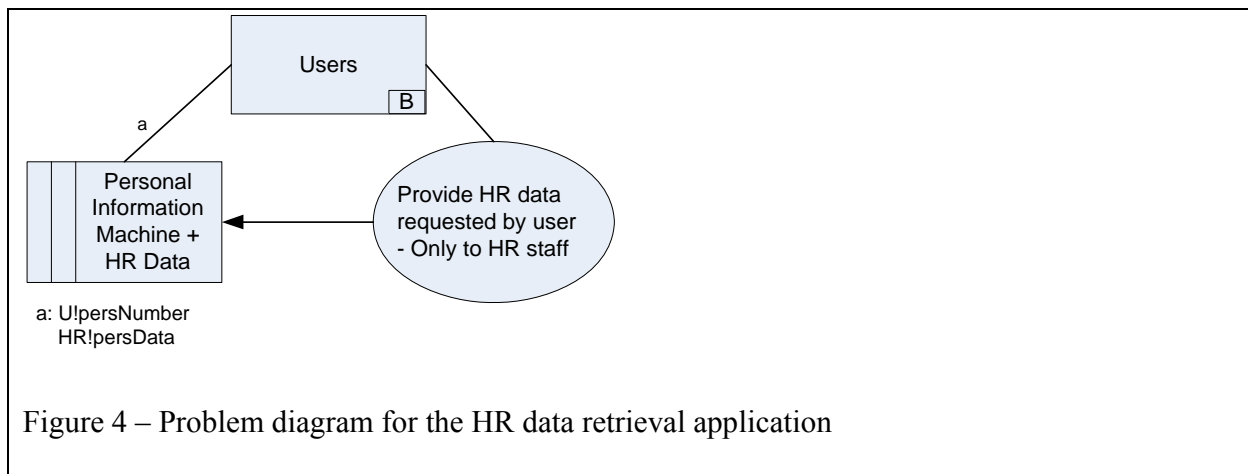 Users
B
a
Personal
Information
Machine +
HR Data
Provide HR data
requested by user
- Only to HR staff
a: U!persNumber
HR!persData
Figure 4 – Problem diagram for the HR data retrieval application